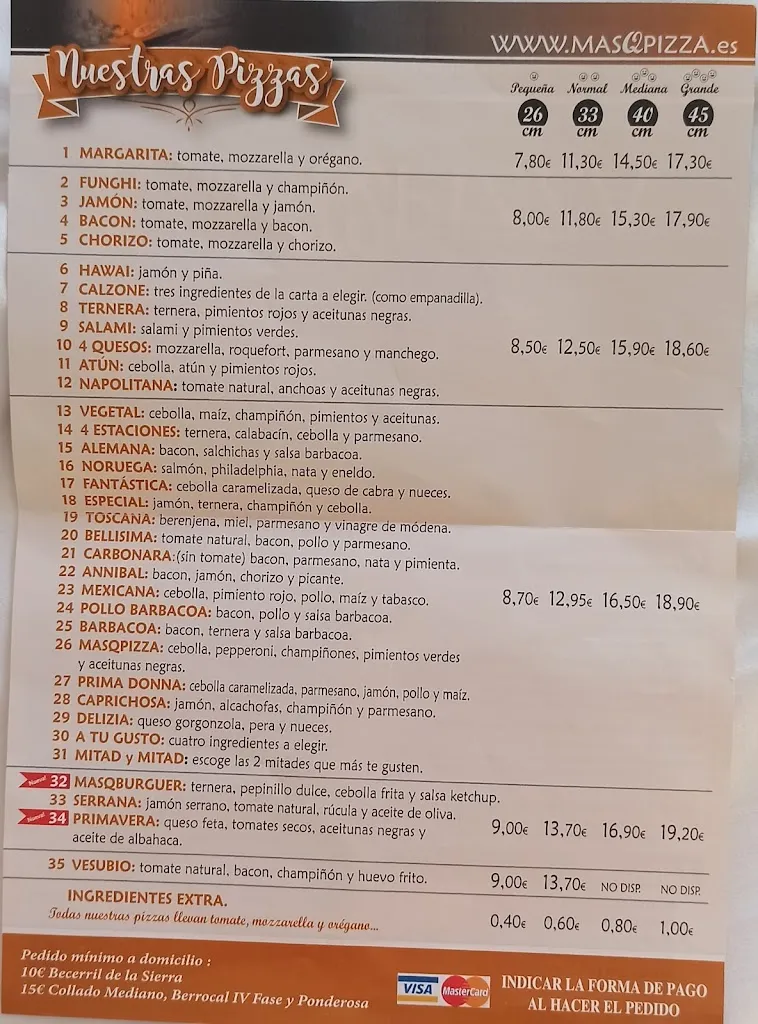 WWW.MASQPIZZA.es
Nuestras Pizzas
Pequeña Normal Mediana Grande
26 cm 33 cm 40 cm 45 cm
1 MARGARITA: tomate, mozzarella y orégano. 7,80€ 11,30€ 14,50€ 17,30€
2 FUNGHI: tomate, mozzarella y champiñón.
3 JAMÓN: tomate, mozzarella y jamón.
4 BACON: tomate, mozzarella y bacon. 8,00€ 11,80€ 15,30€ 17,90€
5 CHORIZO: tomate, mozzarella y chorizo.
6 HAWAI: jamón y piña.
7 CALZONE: tres ingredientes de la carta a elegir. (como empanadilla).
8 TERNERA: ternera, pimientos rojos y aceitunas negras.
9 SALAMI: salami y pimientos verdes.
10 4 QUESOS: mozzarella, roquefort, parmesano y manchego. 8,50€ 12,50€ 15,90€ 18,60€
11 ATÚN: cebolla, atún y pimientos rojos.
12 NAPOLITANA: tomate natural, anchoas y aceitunas negras.
13 VEGETAL: cebolla, maíz, champiñón, pimientos y aceitunas.
14 4 ESTACIONES: ternera, calabacín, cebolla y parmesano.
15 ALEMANA: bacon, salchichas y salsa barbacoa.
16 NORUEGA: salmón, philadelphia, nata y eneldo.
17 FANTÁSTICA: cebolla caramelizada, queso de cabra y nueces.
18 ESPECIAL: jamón, ternera, champiñón y cebolla.
19 TOSCANA: berenjena, miel, parmesano y vinagre de módena.
20 BELLISIMA: tomate natural, bacon, pollo y parmesano.
21 CARBONARA:(sin tomate) bacon, parmesano, nata y pimienta.
22 ANNIBAL: bacon, jamón, chorizo y picante.
23 MEXICANA: cebolla, pimiento rojo, pollo, maíz y tabasco. 8,70€ 12,95€ 16,50€ 18,90€
24 POLLO BARBACOA: bacon, pollo y salsa barbacoa.
25 BARBACOA: bacon, ternera y salsa barbacoa.
26 MASQPIZZA: cebolla, pepperoni, champiñones, pimientos verdes
y aceitunas negras.
27 PRIMA DONNA: cebolla caramelizada, parmesano, jamón, pollo y maíz.
28 CAPRICHOSA: jamón, alcachofas, champiñón y parmesano.
29 DELIZIA: queso gorgonzola, pera y nueces.
30 A TU GUSTO: cuatro ingredientes a elegir.
31 MITAD y MITAD: escoge las 2 mitades que más te gusten.
Nueva! 32 MASQBURGUER: ternera, pepinillo dulce, cebolla frita y salsa ketchup.
33 SERRANA: jamón serrano, tomate natural, rúcula y aceite de oliva.
Nueva! 34 PRIMAVERA: queso feta, tomates secos, aceitunas negras y 9,00€ 13,70€ 16,90€ 19,20€
aceite de albahaca.
35 VESUBIO: tomate natural, bacon, champiñón y huevo frito. 9,00€ 13,70€ NO DISP. NO DISP.
INGREDIENTES EXTRA.
Todas nuestras pizzas llevan tomate, mozzarella y orégano... 0,40€ 0,60€ 0,80€ 1,00€
Pedido mínimo a domicilio :
10€ Becerril de la Sierra
15€ Collado Mediano, Berrocal IV Fase y Ponderosa
VISA MasterCard
INDICAR LA FORMA DE PAGO
AL HACER EL PEDIDO